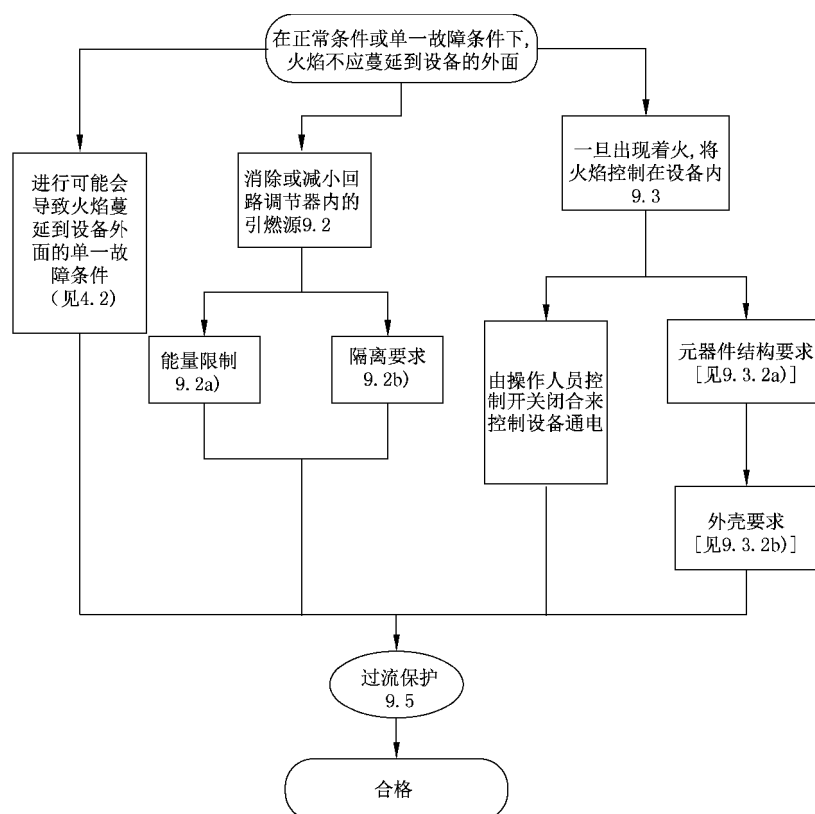 在正常条件或单一故障条件下,
火焰不应蔓延到设备的外面
进行可能会
导致火焰蔓
延到设备外
面的单一故
障条件
（见4.2)
消除或减小回
路调节器内的
引燃源9.2
一旦出现着火,将
火焰控制在设备内
9.3
能量限制
9.2a)
隔离要求
9.2b)
由操作人员控
制开关闭合来
控制设备通电
元器件结构要求
[见9.3.2a)]
外壳要求
[见9.3.2b)]
过流保护
9.5
合格